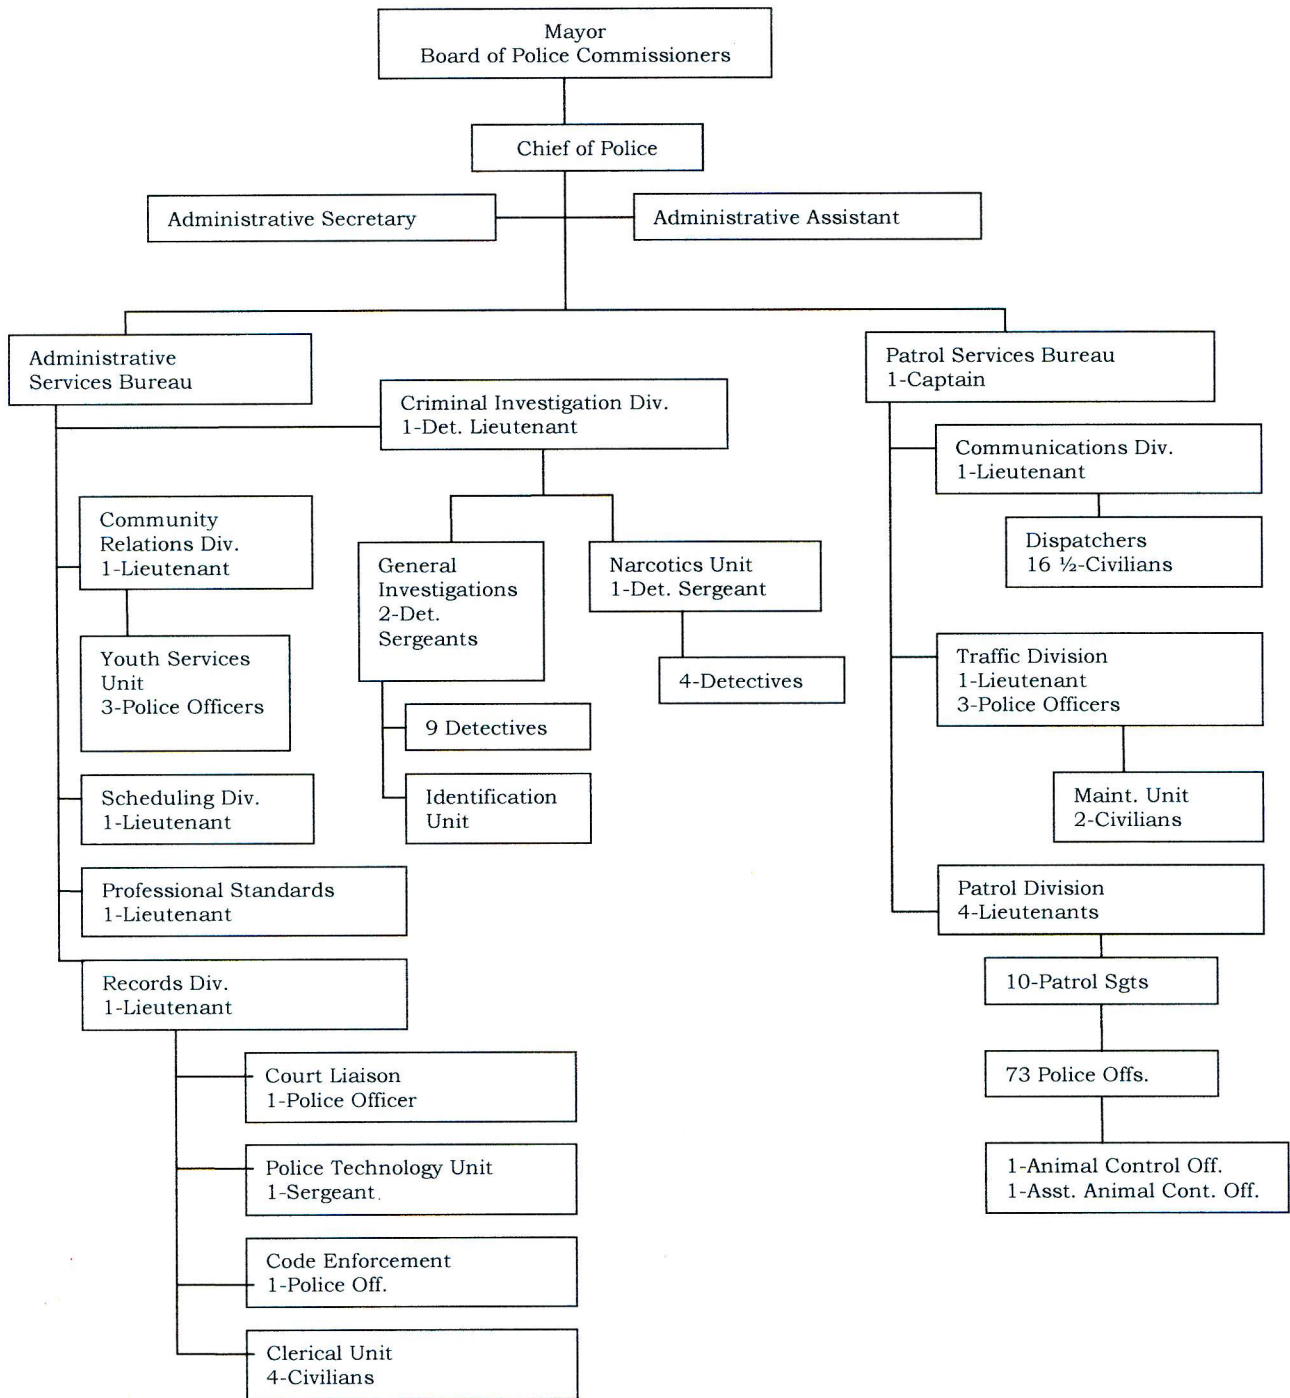 Mayor
Board of Police Commissioners
Chief of Police
Administrative Secretary
Administrative Assistant
Administrative
Services Bureau
Criminal Investigation Div.
1-Det. Lieutenant
Community
Relations Div.
1-Lieutenant
Youth Services
Unit
3-Police Officers
General
Investigations
2-Det.
Sergeants
9 Detectives
Identification
Unit
Narcotics Unit
1-Det. Sergeant
4-Detectives
Scheduling Div.
1-Lieutenant
Professional Standards
1-Lieutenant
Records Div.
1-Lieutenant
Court Liaison
1-Police Officer
Police Technology Unit
1-Sergeant
Code Enforcement
1-Police Off.
Clerical Unit
4-Civilians
Patrol Services Bureau
1-Captain
Communications Div.
1-Lieutenant
Dispatchers
16 ½-Civilians
Traffic Division
1-Lieutenant
3-Police Officers
Maint. Unit
2-Civilians
Patrol Division
4-Lieutenants
10-Patrol Sgts
73 Police Offs.
1-Animal Control Off.
1-Asst. Animal Cont. Off.